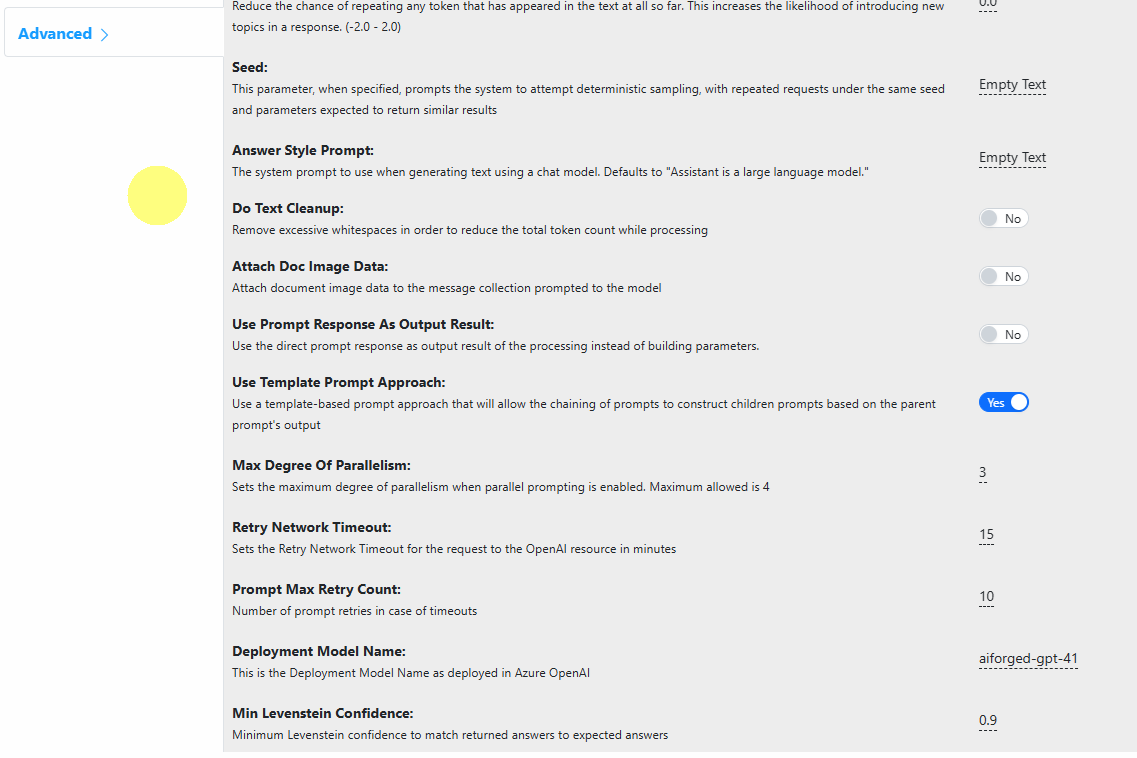 Reduce the chance of repeating any token that has appeared in the text at all so far. This increases the likelihood of introducing new
topics in a response. (-2.0 - 2.0)
0.0
Advanced
Seed:
This parameter, when specified, prompts the system to attempt deterministic sampling, with repeated requests under the same seed
and parameters expected to return similar results
Empty Text
Answer Style Prompt:
The system prompt to use when generating text using a chat model. Defaults to "Assistant is a large language model."
Empty Text
Do Text Cleanup:
Remove excessive whitespaces in order to reduce the total token count while processing
No
Attach Doc Image Data:
Attach document image data to the message collection prompted to the model
No
Use Prompt Response As Output Result:
Use the direct prompt response as output result of the processing instead of building parameters.
No
Use Template Prompt Approach:
Use a template-based prompt approach that will allow the chaining of prompts to construct children prompts based on the parent
prompt's output
Yes
Max Degree Of Parallelism:
Sets the maximum degree of parallelism when parallel prompting is enabled. Maximum allowed is 4
3
Retry Network Timeout:
Sets the Retry Network Timeout for the request to the OpenAI resource in minutes
15
Prompt Max Retry Count:
Number of prompt retries in case of timeouts
10
Deployment Model Name:
This is the Deployment Model Name as deployed in Azure OpenAI
aiforged-gpt-41
Min Levenstein Confidence:
Minimum Levenstein confidence to match returned answers to expected answers
0.9